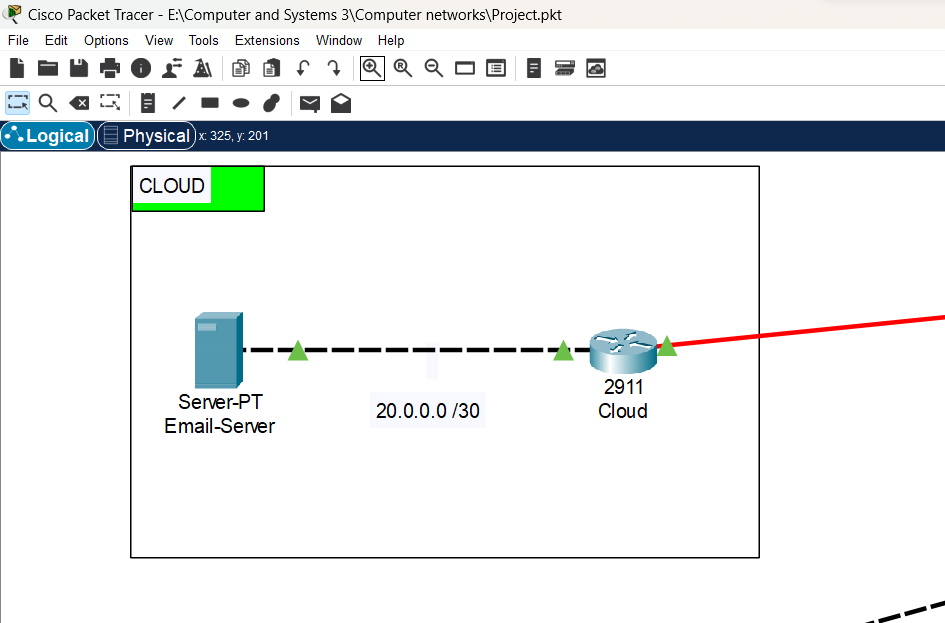 Cisco Packet Tracer - E:\Computer and Systems 3\Computer networks\Project.pkt
File Edit Options View Tools Extensions Window Help
Logical Physical x: 325, y: 201
CLOUD
Server-PT
Email-Server
20.0.0.0 /30
2911
Cloud